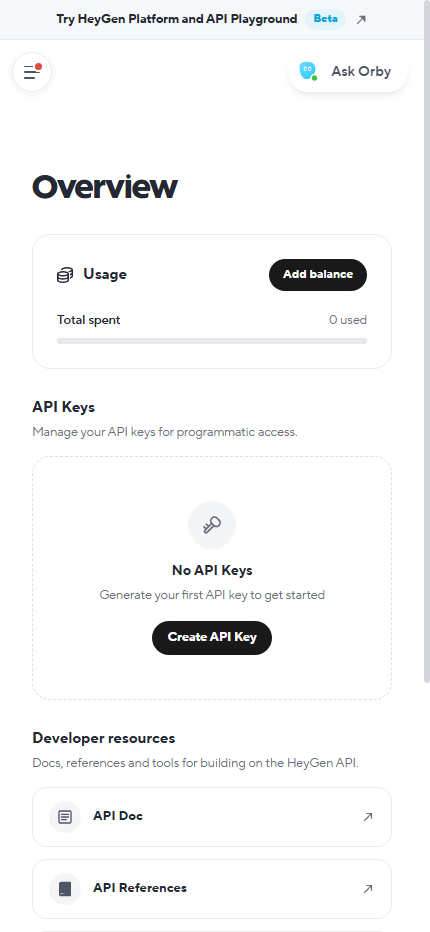 Try HeyGen Platform and API Playground Beta
Ask Orby
Overview
Usage
Add balance
Total spent
0 used
API Keys
Manage your API keys for programmatic access.
No API Keys
Generate your first API key to get started
Create API Key
Developer resources
Docs, references and tools for building on the HeyGen API.
API Doc
API References